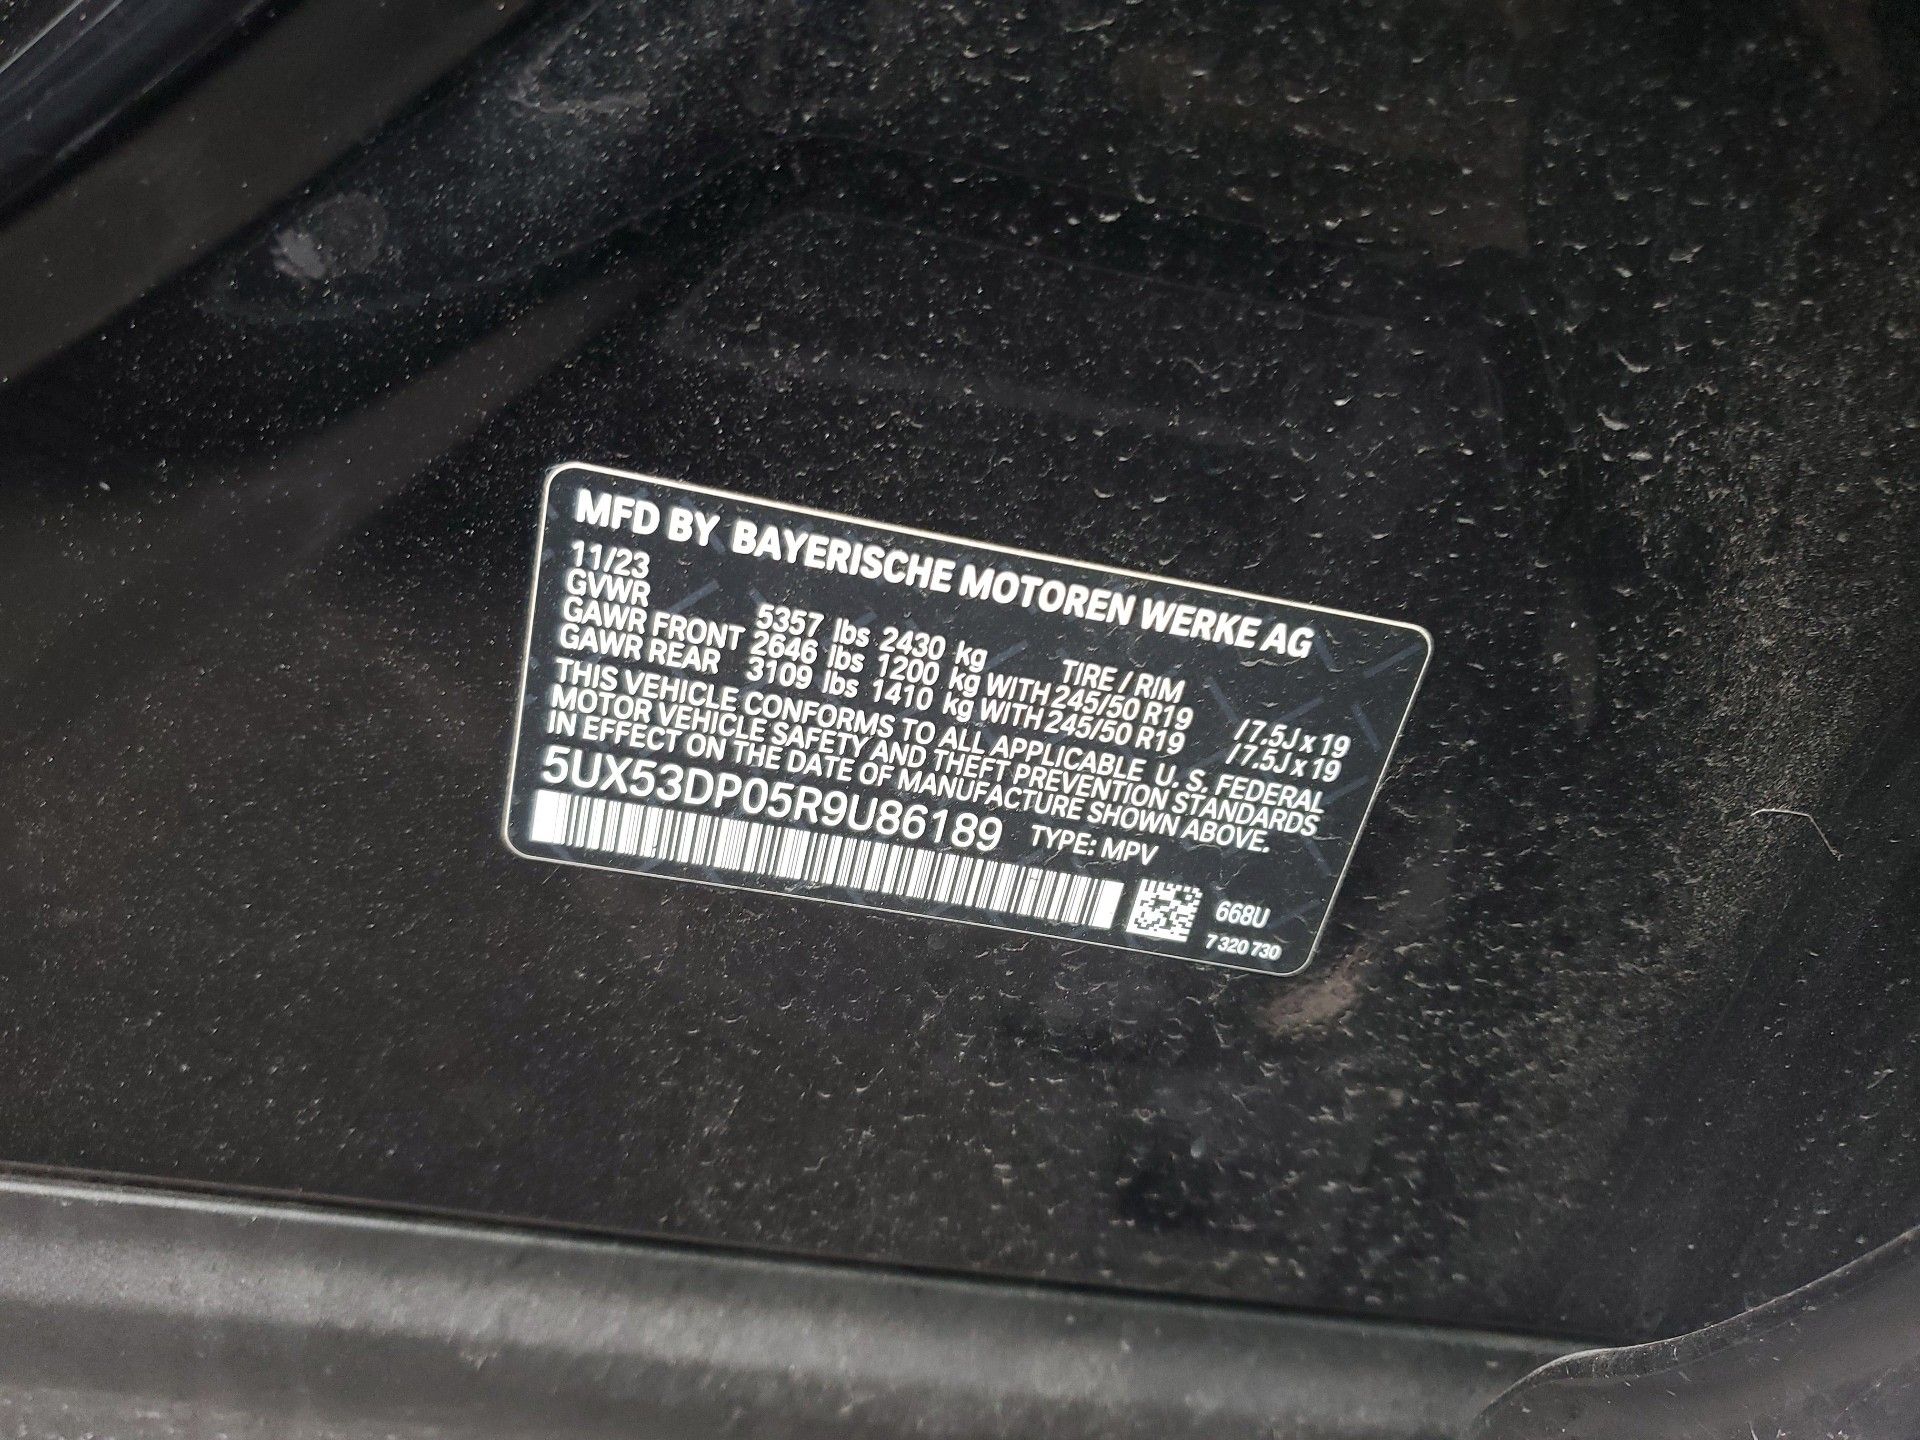 MFD BY BAYERISCHE MOTOREN WERKE AG
11/23
GVWR 5357 lbs 2430 kg TIRE / RIM
GAWR FRONT 2646 lbs 1200 kg WITH 245/50 R19 /7.5J x 19
GAWR REAR 3109 lbs 1410 kg WITH 245/50 R19 /7.5J x 19
THIS VEHICLE CONFORMS TO ALL APPLICABLE U. S. FEDERAL
MOTOR VEHICLE SAFETY AND THEFT PREVENTION STANDARDS
IN EFFECT ON THE DATE OF MANUFACTURE SHOWN ABOVE.
5UX53DP05R9U86189 TYPE: MPV
668U
7 320 730